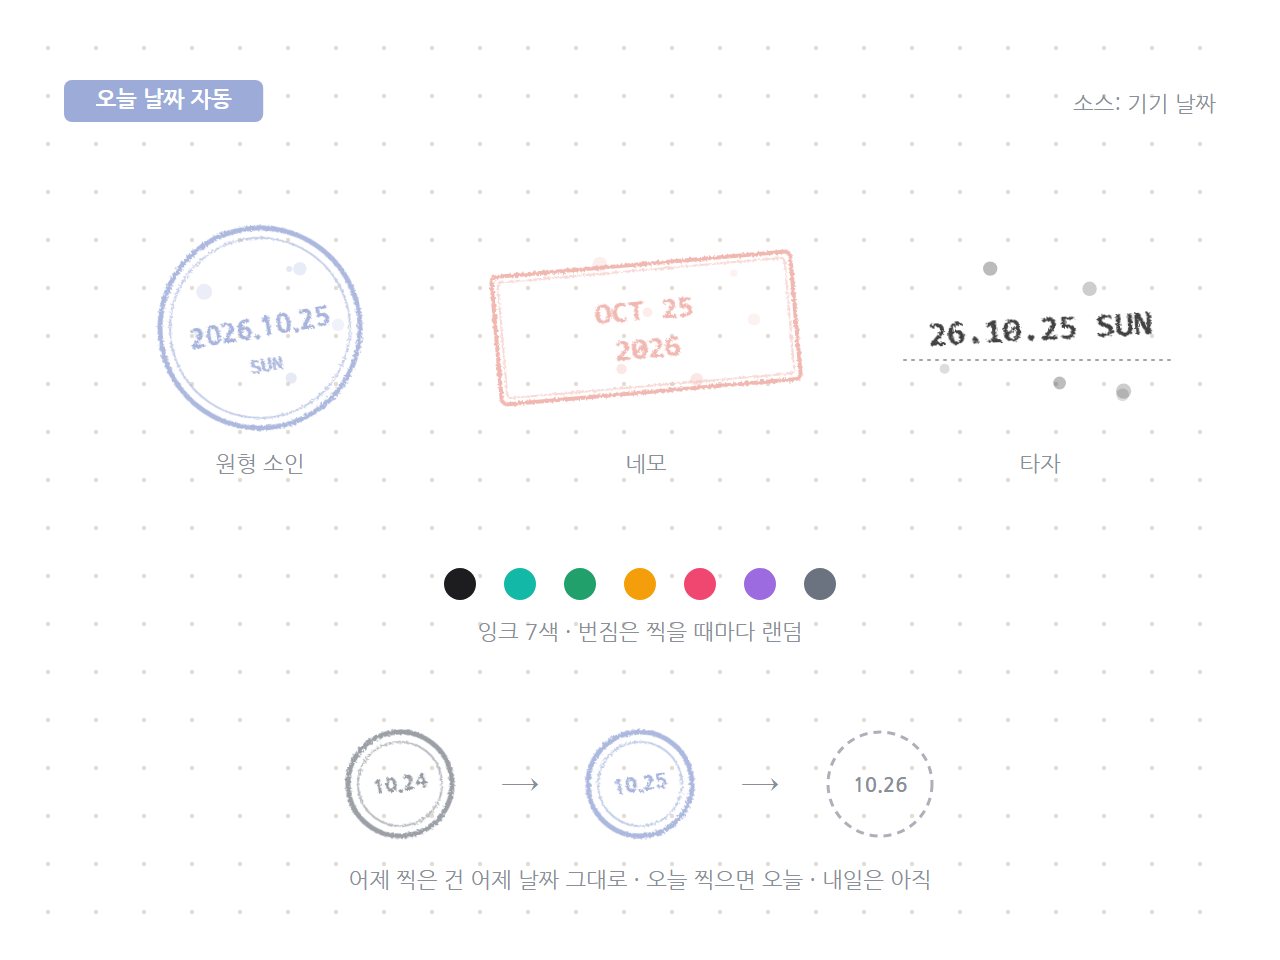 오늘 날짜 자동
소스: 기기 날짜
2026.10.25
SUN
OCT 25
2026
26.10.25 SUN
원형 소인
네모
타자
잉크 7색 · 번짐은 찍을 때마다 랜덤
10.24
10.25
10.26
어제 찍은 건 어제 날짜 그대로 · 오늘 찍으면 오늘 · 내일은 아직